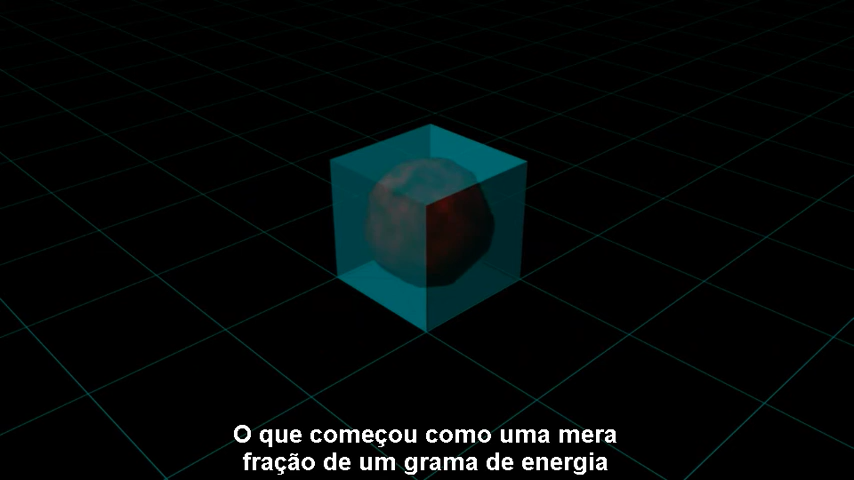 O que começou como uma mera
fração de um grama de energia